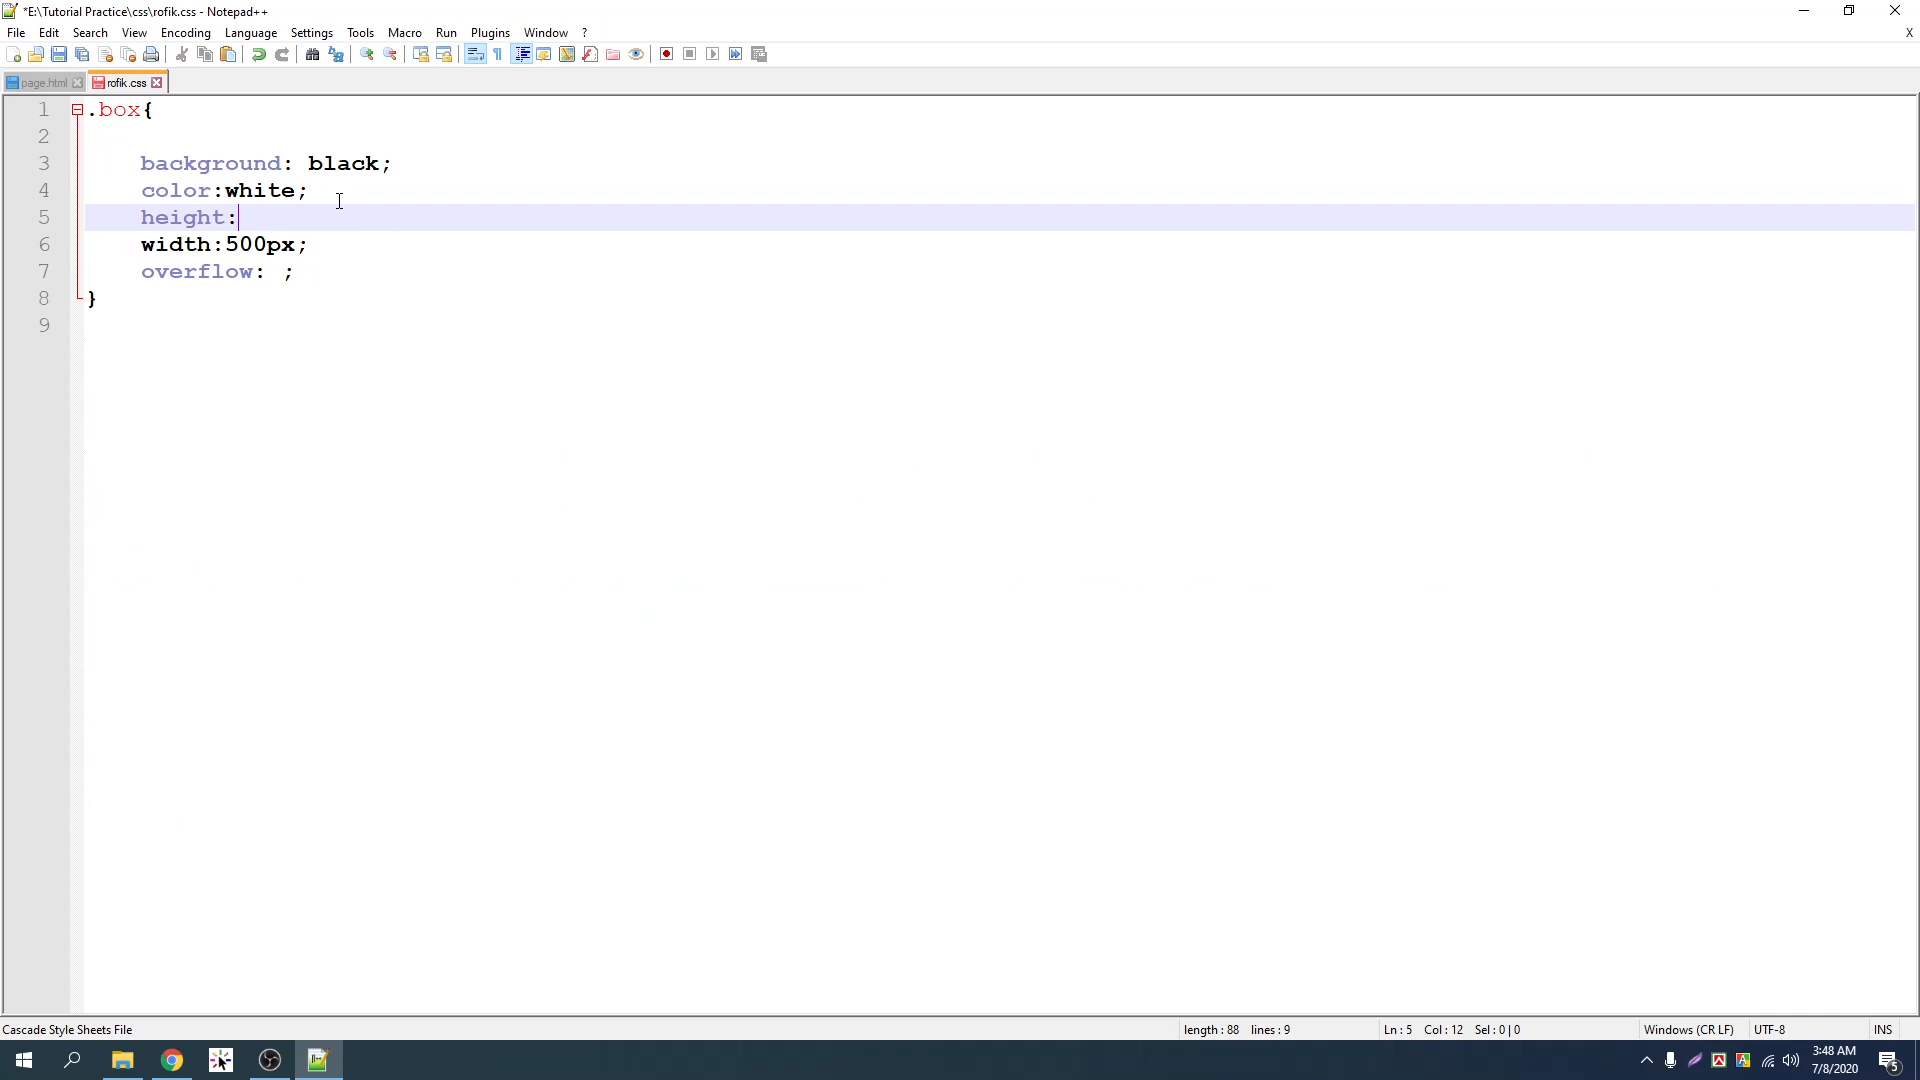 *E:\Tutorial Practice\css\rofik.css - Notepad++
File Edit Search View Encoding Language Settings Tools Macro Run Plugins Window ? X
page.html rofik.css
1 .box{
2
3 background: black;
4 color:white;
5 height:
6 width:500px;
7 overflow: ;
8 }
9
Cascade Style Sheets File length : 88 lines : 9 Ln : 5 Col : 12 Sel : 0 | 0 Windows (CR LF) UTF-8 INS
3:48 AM
7/8/2020
5